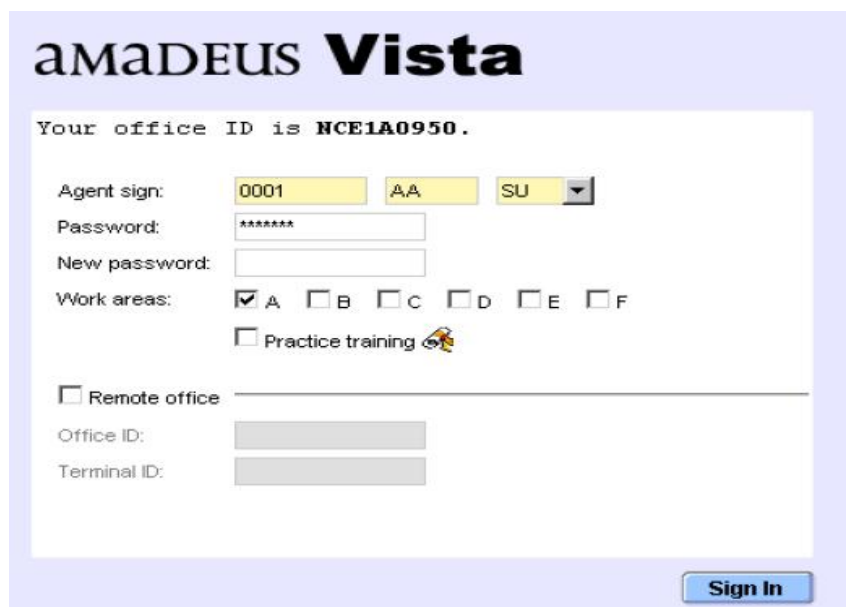 amadeus Vista
Your office ID is NCE1A0950.
Agent sign: 0001 AA SU
Password: *******
New password:
Work areas: A B C D E F
Practice training
Remote office
Office ID:
Terminal ID:
Sign In